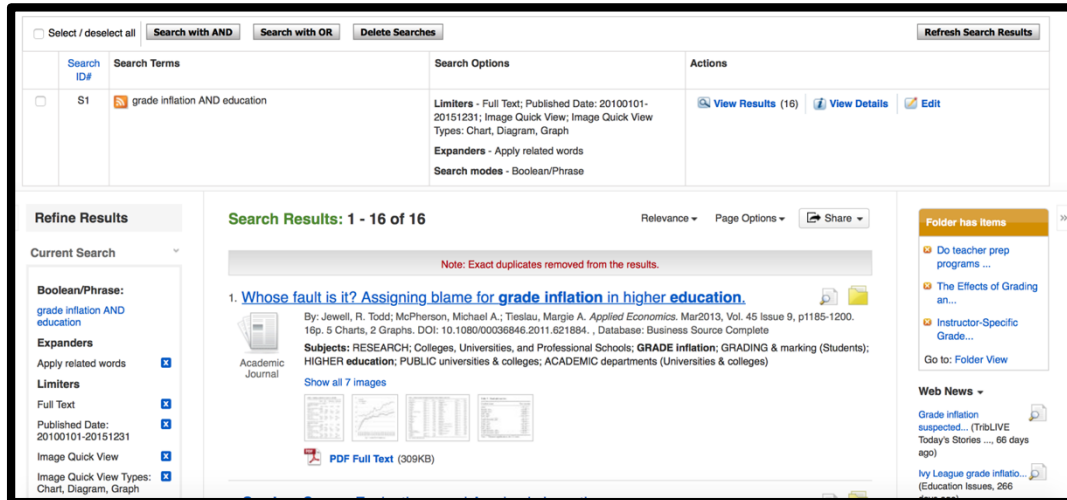 Select / deselect all Search with AND Search with OR Delete Searches Refresh Search Results
Search ID# Search Terms Search Options Actions
S1 grade inflation AND education
Limiters - Full Text; Published Date: 20100101-
20151231; Image Quick View; Image Quick View
Types: Chart, Diagram, Graph
Expanders - Apply related words
Search modes - Boolean/Phrase
View Results (16) View Details Edit
Refine Results
Current Search
Boolean/Phrase:
grade inflation AND
education
Expanders
Apply related words
Limiters
Full Text
Published Date:
20100101-20151231
Image Quick View
Image Quick View Types:
Chart, Diagram, Graph
Search Results: 1 - 16 of 16
Relevance Page Options Share
Note: Exact duplicates removed from the results.
1. Whose fault is it? Assigning blame for grade inflation in higher education.
By: Jewell, R. Todd; McPherson, Michael A.; Tieslau, Margie A. Applied Economics. Mar2013, Vol. 45 Issue 9, p1185-1200.
16p. 5 Charts, 2 Graphs. DOI: 10.1080/00036846.2011.621884. , Database: Business Source Complete
Subjects: RESEARCH; Colleges, Universities, and Professional Schools; GRADE inflation; GRADING & marking (Students);
HIGHER education; PUBLIC universities & colleges; ACADEMIC departments (Universities & colleges)
Academic
Journal
Show all 7 images
PDF Full Text (309KB)
Folder has items
Do teacher prep
programs ...
The Effects of Grading
an...
Instructor-Specific
Grade...
Go to: Folder View
Web News
Grade inflation
suspected... (TribLIVE
Today's Stories ..., 66 days
ago)
Ivy League grade inflatio...
(Education Issues, 266